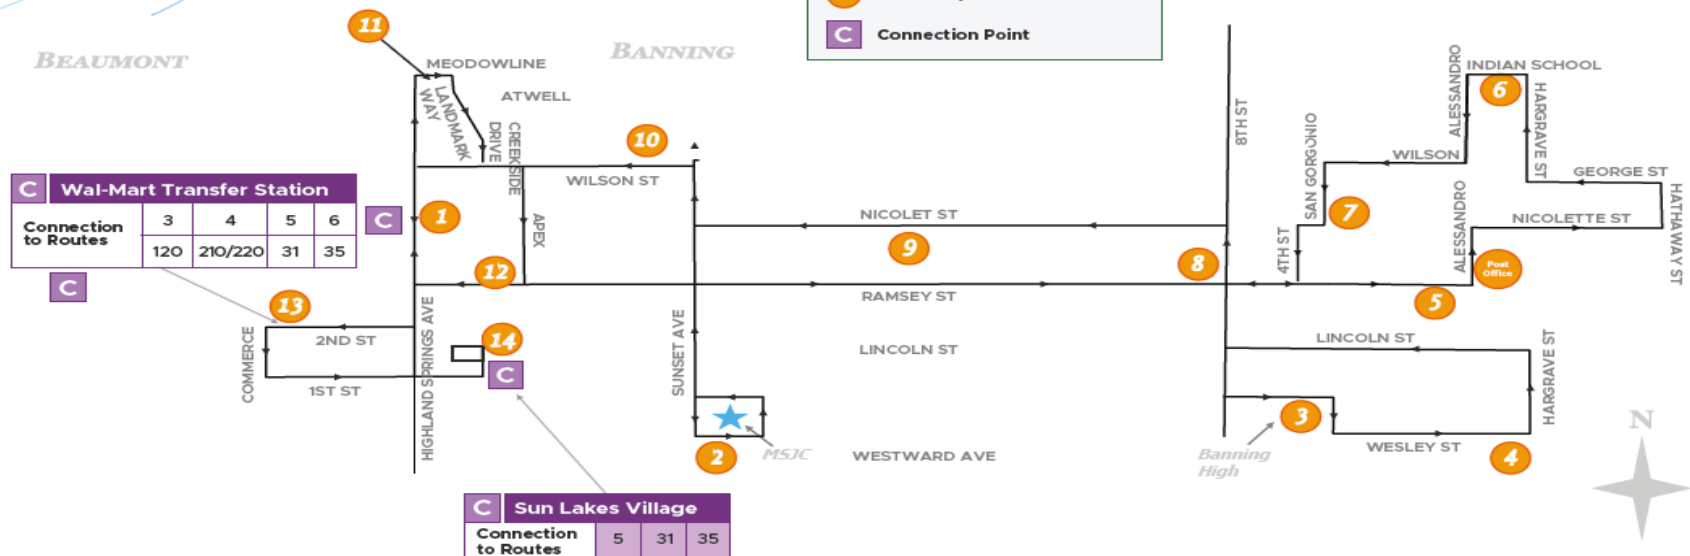 C Connection Point
BEAUMONT
BANNING
11
MEODOWLINE
ATWELL
LANDMARK
WAY
CREEKSIDE
DRIVE
10
WILSON ST
APEX
C Wal-Mart Transfer Station
Connection
to Routes
3 4 5 6
120 210/220 31 35
C
C
1
12
13
2ND ST
COMMERCE
1ST ST
HIGHLAND SPRINGS AVE
14
C
SUNSET AVE
NICOLET ST
9
RAMSEY ST
LINCOLN ST
2
MSJC
WESTWARD AVE
C Sun Lakes Village
Connection
to Routes
5 31 35
8TH ST
8
4TH ST
SAN GORGONIO
7
WILSON
ALESSANDRO
INDIAN SCHOOL
6
HARGRAVE ST
GEORGE ST
HATHAWAY ST
NICOLETTE ST
ALESSANDRO
Post
Office
5
LINCOLN ST
HARGRAVE ST
3
WESLEY ST
4
Banning
High
N